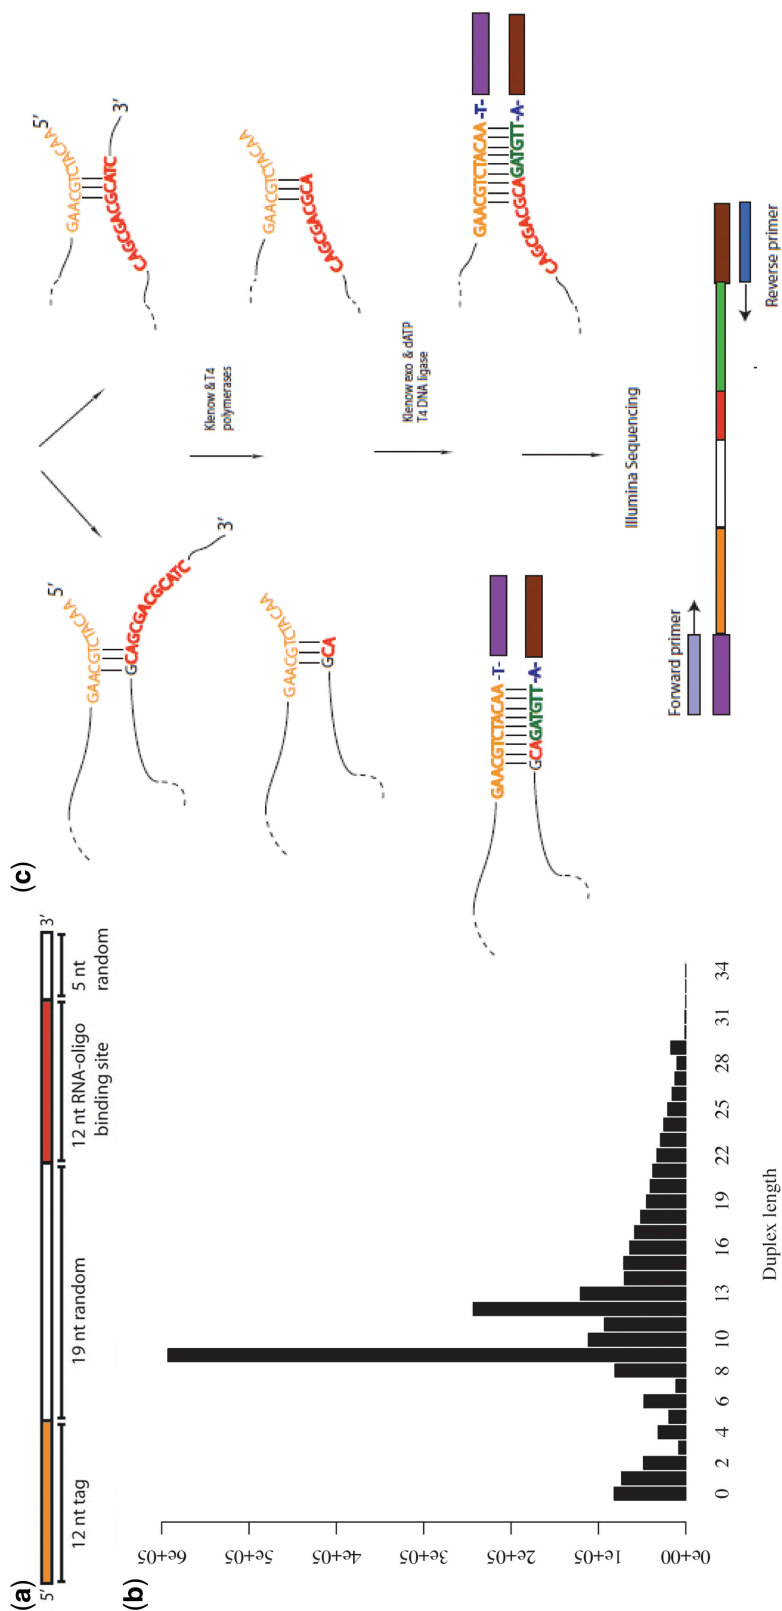 (a)
5′
3′
12 nt tag
19 nt random
12 nt RNA-oligo
binding site
5 nt
random
(b)
6e+05
5e+05
4e+05
3e+05
2e+05
1e+05
0e+00
0 2 4 6 8 10 13 16 19 22 25 28 31 34
Duplex length
(c)
5′
GAACGTCTACAA
GCAGCGACGCATC
3′
5′
GAACGTCTACAA
CAGCGACGCATC
3′
Klenow & T4
polymerases
GAACGTCTACAA
GCA
GAACGTCTACAA
CAGCGACGCA
Klenow exo & dATP
T4 DNA ligase
GAACGTCTACAA -T-
GCAGATGTT -A-
GAACGTCTACAA -T-
CAGCGACGCAGATGTT -A-
Illumina Sequencing
Forward primer
Reverse primer